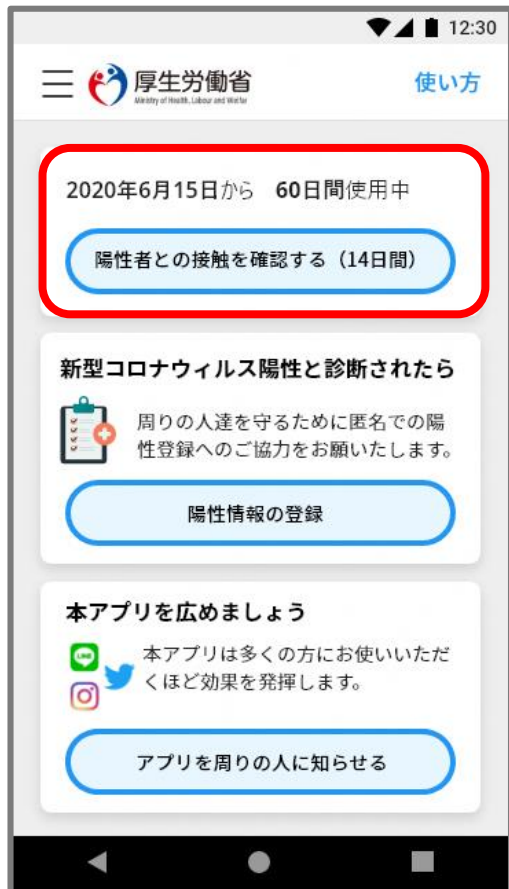 12:30
厚生労働省
Ministry of Health, Labour and Welfar
使い方
2020年6月15日から 60日間使用中
陽性者との接触を確認する（14日間）
新型コロナウィルス陽性と診断されたら
周りの人達を守るために匿名での陽
性登録へのご協力をお願いいたします。
陽性情報の登録
本アプリを広めましょう
LINE
本アプリは多くの方にお使いいただ
くほど効果を発揮します。
アプリを周りの人に知らせる